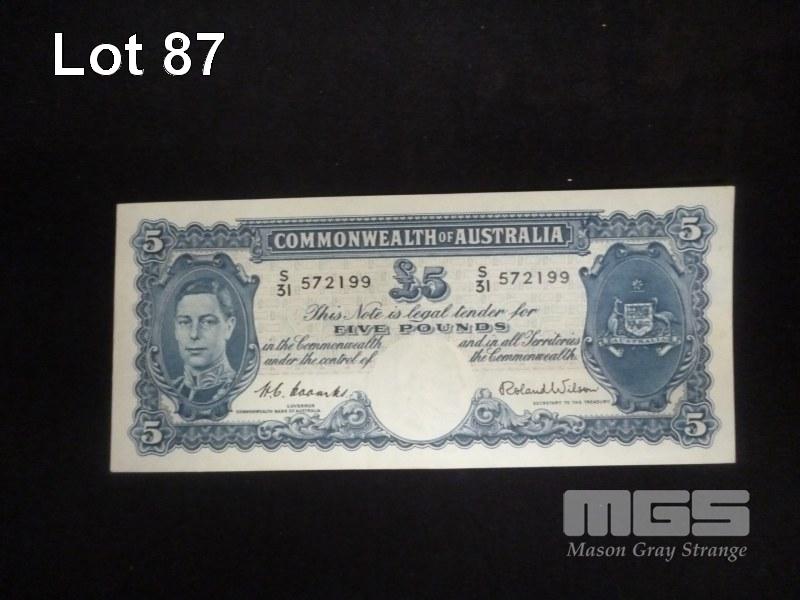 Lot 87
5 5
COMMONWEALTH OF AUSTRALIA
S/31 572199 £5 S/31 572199
This Note is legal tender for
FIVE POUNDS
in the Commonwealth and in all Territories
under the control of the Commonwealth.
AUSTRALIA
H.C. Coombs Roland Wilson
GOVERNOR SECRETARY TO THE TREASURY
COMMONWEALTH BANK OF AUSTRALIA
5 5
MGS
Mason Gray Strange